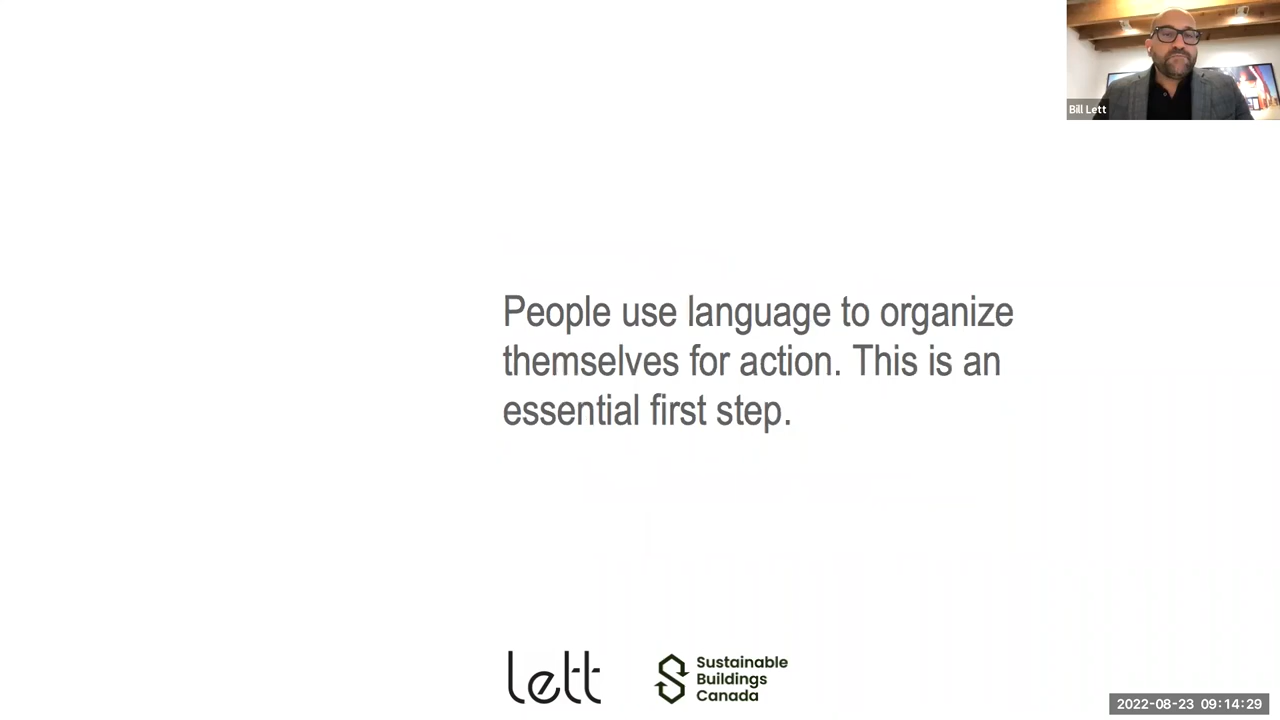 Bill Lett
People use language to organize
themselves for action. This is an
essential first step.
lett
Sustainable
Buildings
Canada
2022-08-23 09:14:29